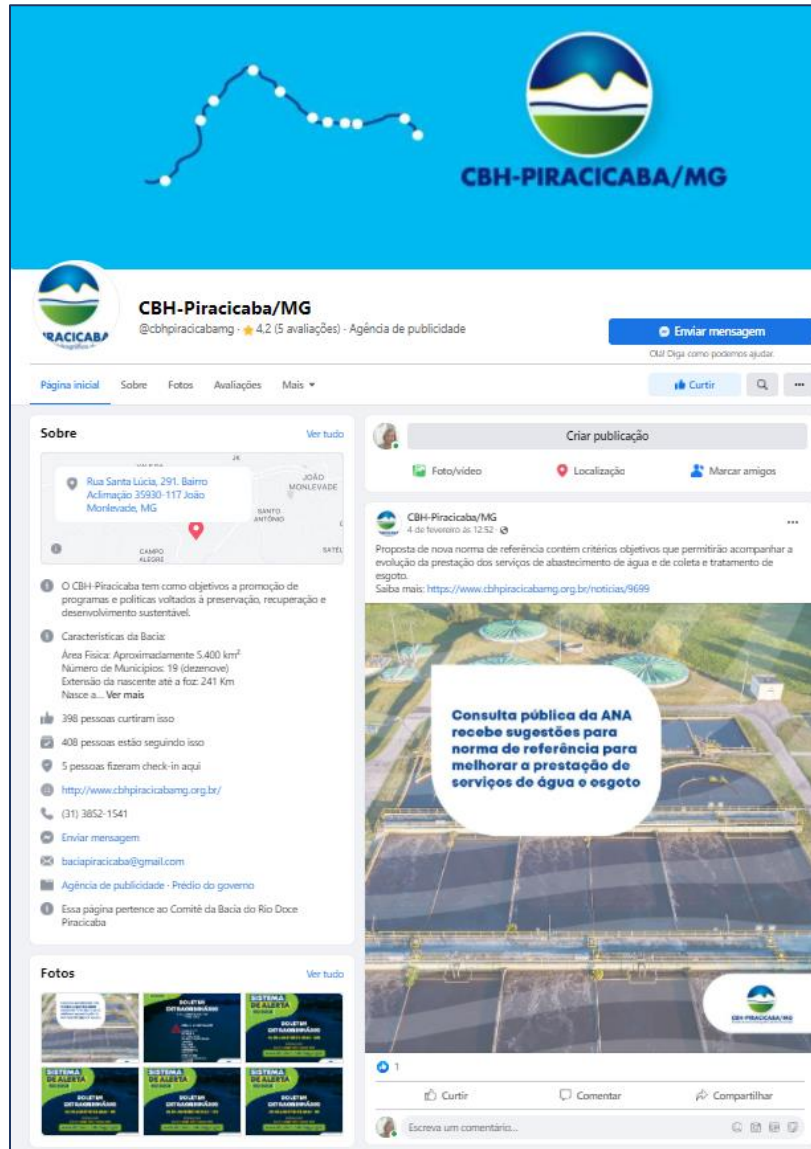 CBH-PIRACICABA/MG
CBH-Piracicaba/MG
@cbhpiracicabamg · 4,2 (5 avaliações) · Agência de publicidade
Enviar mensagem
Olá! Diga como podemos ajudar.
Página inicial
Sobre
Fotos
Avaliações
Mais
Curtir
Sobre
Ver tudo
Rua Santa Lúcia, 291. Bairro
Aclimação 35930-117 João
Monlevade, MG
JOÃO
MONLEVADE
SANTO
ANTÔNIO
CAMPO
ALEGRE
O CBH-Piracicaba tem como objetivos a promoção de
programas e políticas voltados à preservação, recuperação e
desenvolvimento sustentável.
Características da Bacia:
Área Física: Aproximadamente 5.400 km²
Número de Municípios: 19 (dezenove)
Extensão da nascente até a foz: 241 Km
Nasce a... Ver mais
398 pessoas curtiram isso
408 pessoas estão seguindo isso
5 pessoas fizeram check-in aqui
http://www.cbhpiracicabamg.org.br/
(31) 3852-1541
Enviar mensagem
baciapiracicaba@gmail.com
Agência de publicidade · Prédio do governo
Essa página pertence ao Comitê da Bacia do Rio Doce
Piracicaba
Fotos
Ver tudo
SISTEMA
DE ALERTA
BOLETIM
EXTRAORDINÁRIO
Criar publicação
Foto/vídeo
Localização
Marcar amigos
CBH-Piracicaba/MG
4 de fevereiro às 12:52
Proposta de nova norma de referência contém critérios objetivos que permitirão acompanhar a
evolução da prestação dos serviços de abastecimento de água e de coleta e tratamento de
esgoto.
Saiba mais: https://www.cbhpiracicabamg.org.br/noticias/9699
Consulta pública da ANA
recebe sugestões para
norma de referência para
melhorar a prestação de
serviços de água e esgoto
CBH-PIRACICABA/MG
1
Curtir
Comentar
Compartilhar
Escreva um comentário...